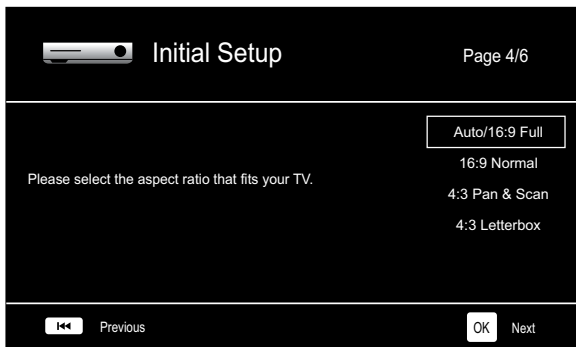 Initial Setup
Page 4/6
Please select the aspect ratio that fits your TV.
Auto/16:9 Full
16:9 Normal
4:3 Pan & Scan
4:3 Letterbox
Previous
OK Next